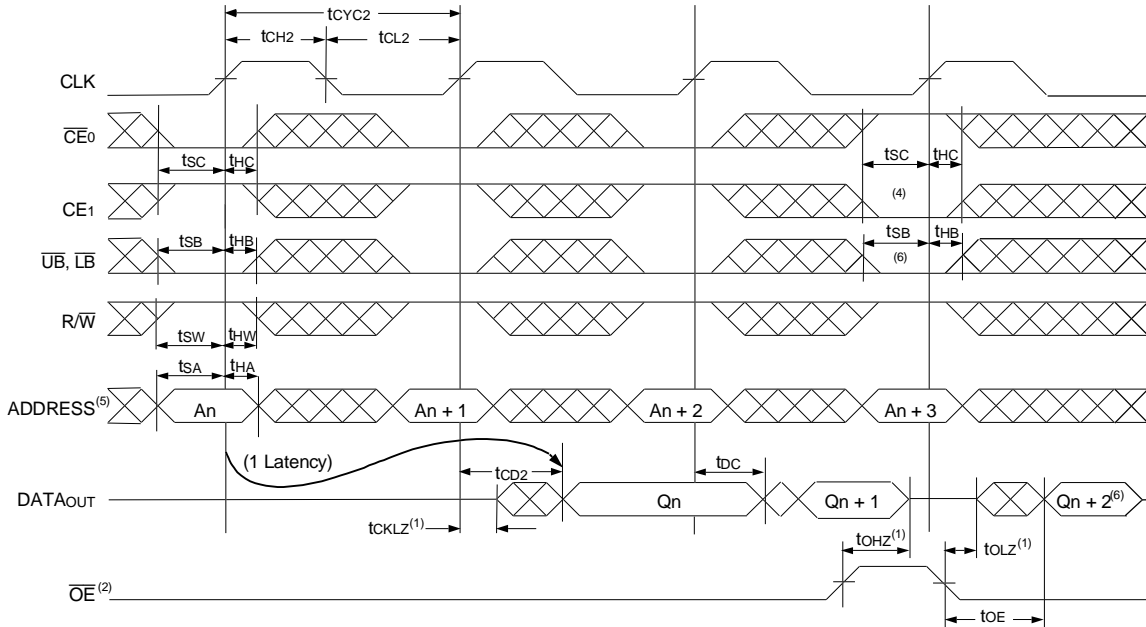 tCYC2
tCH2 tCL2
CLK
CE0
tSC tHC tSC tHC
(4)
CE1
tSB tHB tSB tHB
(6)
UB, LB
R/W
tSW tHW
tSA tHA
ADDRESS(5) An An + 1 An + 2 An + 3
(1 Latency)
tCD2 tDC
DATAOUT Qn Qn + 1 Qn + 2(6)
tCKLZ(1) tOHZ(1) tOLZ(1)
OE(2)
tOE